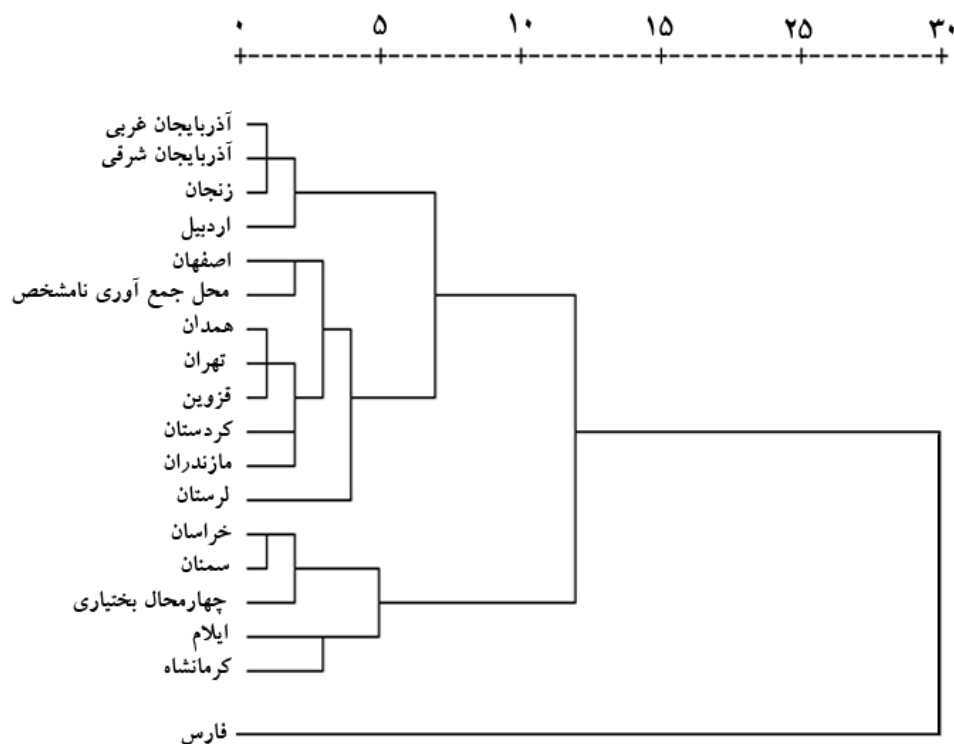 ۰ ۵ ۱۰ ۱۵ ۲۰ ۲۵ ۳۰
آذربایجان غربی
آذربایجان شرقی
زنجان
اردبیل
اصفهان
محل جمع آوری نامشخص
همدان
تهران
قزوین
کردستان
مازندران
لرستان
خراسان
سمنان
چهارمحال بختیاری
ایلام
کرمانشاه
فارس